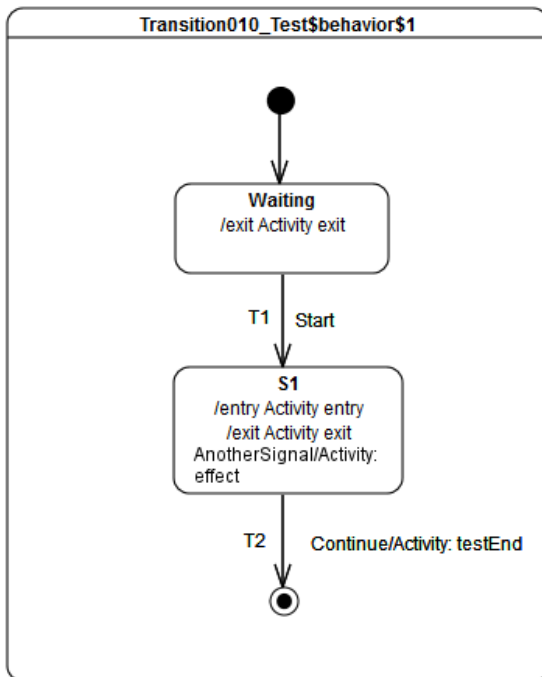 Transition010_Test$behavior$1
Waiting
/exit Activity exit
T1 Start
S1
/entry Activity entry
/exit Activity exit
AnotherSignal/Activity:
effect
T2 Continue/Activity: testEnd